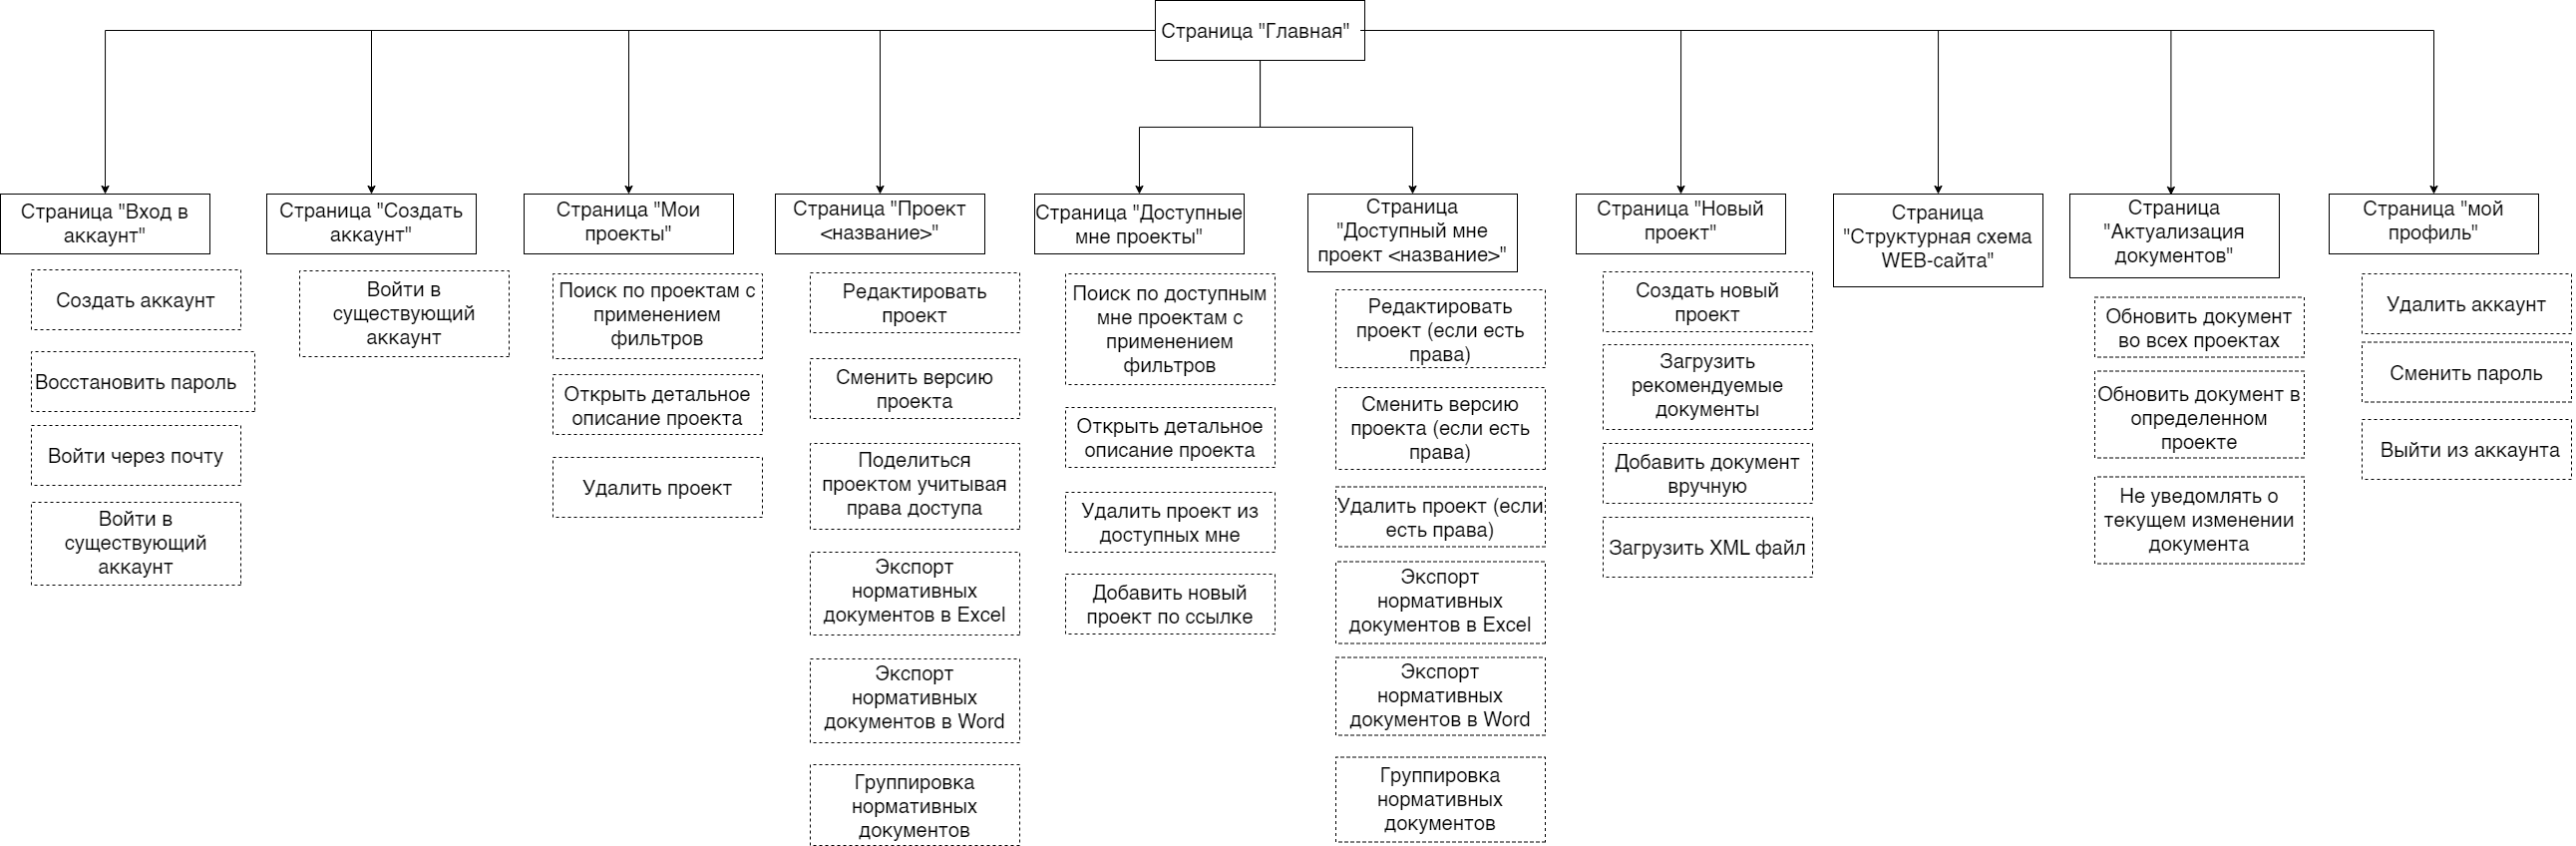 Страница "Главная"
Страница "Вход в
аккаунт"
Создать аккаунт
Восстановить пароль
Войти через почту
Войти в
существующий
аккаунт
Страница "Создать
аккаунт"
Войти в
существующий
аккаунт
Страница "Мои
проекты"
Поиск по проектам с
применением
фильтров
Открыть детальное
описание проекта
Удалить проект
Страница "Проект
<название>"
Редактировать
проект
Сменить версию
проекта
Поделиться
проектом учитывая
права доступа
Экспорт
нормативных
документов в Excel
Экспорт
нормативных
документов в Word
Группировка
нормативных
документов
Страница "Доступные
мне проекты"
Поиск по доступным
мне проектам с
применением
фильтров
Открыть детальное
описание проекта
Удалить проект из
доступных мне
Добавить новый
проект по ссылке
Страница
"Доступный мне
проект <название>"
Редактировать
проект (если есть
права)
Сменить версию
проекта (если есть
права)
Удалить проект (если
есть права)
Экспорт
нормативных
документов в Excel
Экспорт
нормативных
документов в Word
Группировка
нормативных
документов
Страница "Новый
проект"
Создать новый
проект
Загрузить
рекомендуемые
документы
Добавить документ
вручную
Загрузить XML файл
Страница
"Структурная схема
WEB-сайта"
Страница
"Актуализация
документов"
Обновить документ
во всех проектах
Обновить документ в
определенном
проекте
Не уведомлять о
текущем изменении
документа
Страница "мой
профиль"
Удалить аккаунт
Сменить пароль
Выйти из аккаунта